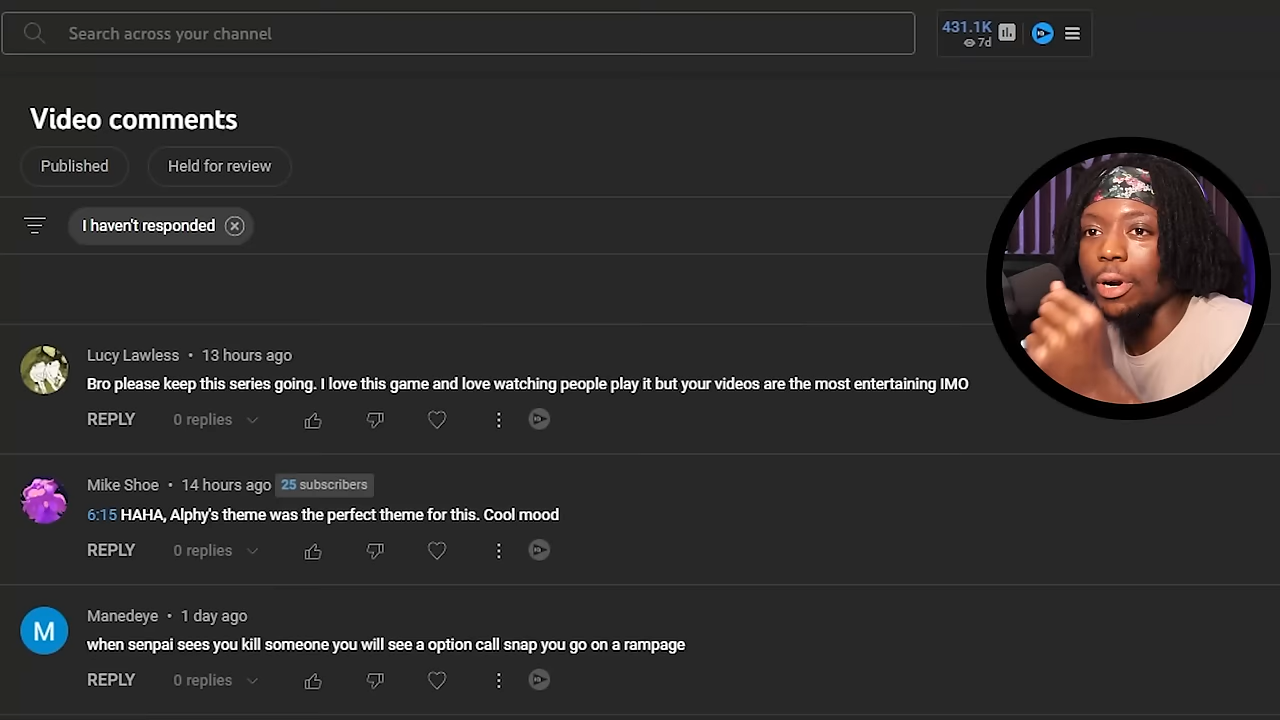 Search across your channel
431.1K
7d
Video comments
Published
Held for review
I haven't responded
Lucy Lawless • 13 hours ago
Bro please keep this series going. I love this game and love watching people play it but your videos are the most entertaining IMO
REPLY
0 replies
Mike Shoe • 14 hours ago 25 subscribers
6:15 HAHA, Alphy's theme was the perfect theme for this. Cool mood
REPLY
0 replies
M
Manedeye • 1 day ago
when senpai sees you kill someone you will see a option call snap you go on a rampage
REPLY
0 replies